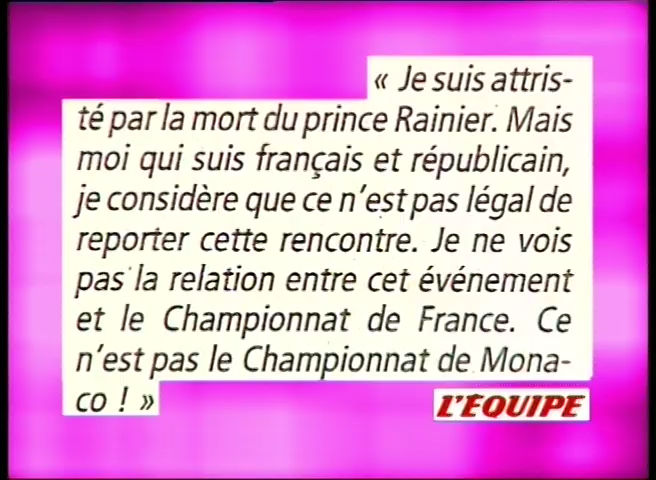 « Je suis attris-
té par la mort du prince Rainier. Mais
moi qui suis français et républicain,
je considère que ce n'est pas légal de
reporter cette rencontre. Je ne vois
pas la relation entre cet événement
et le Championnat de France. Ce
n'est pas le Championnat de Mona-
co ! »
L'ÉQUIPE